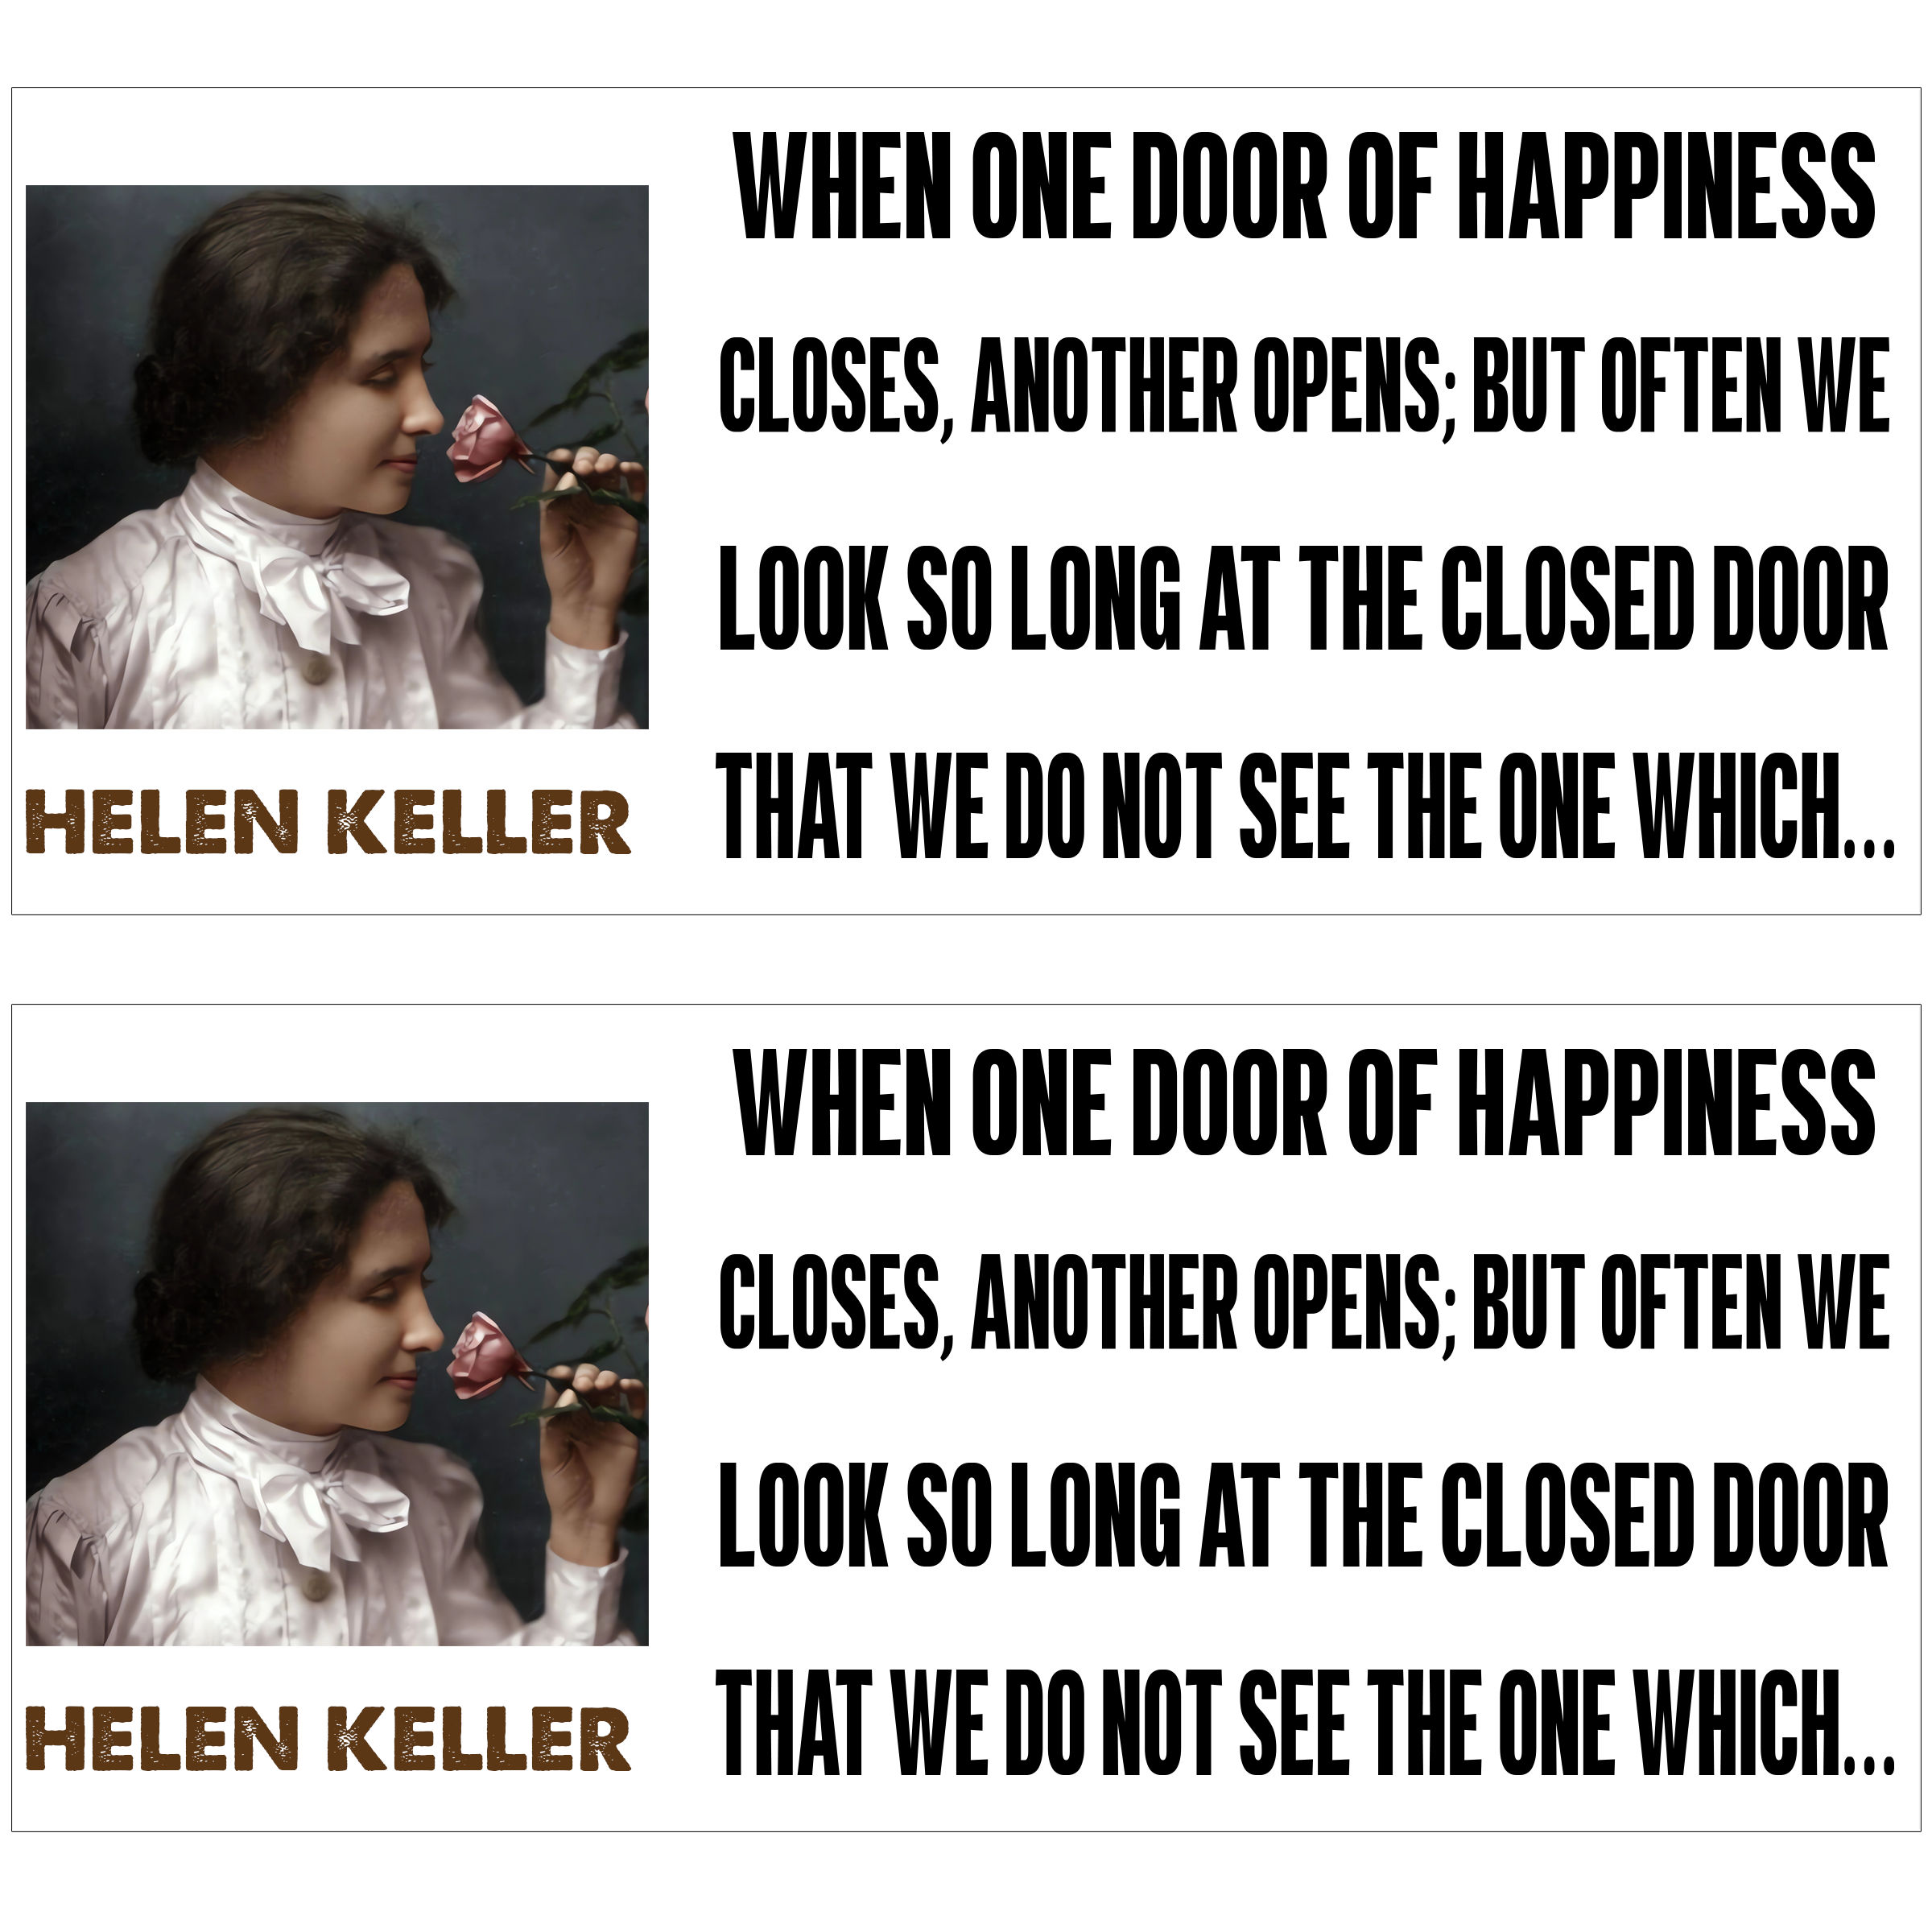 WHEN ONE DOOR OF HAPPINESS
CLOSES, ANOTHER OPENS; BUT OFTEN WE
LOOK SO LONG AT THE CLOSED DOOR
THAT WE DO NOT SEE THE ONE WHICH...
HELEN KELLER
WHEN ONE DOOR OF HAPPINESS
CLOSES, ANOTHER OPENS; BUT OFTEN WE
LOOK SO LONG AT THE CLOSED DOOR
THAT WE DO NOT SEE THE ONE WHICH...
HELEN KELLER